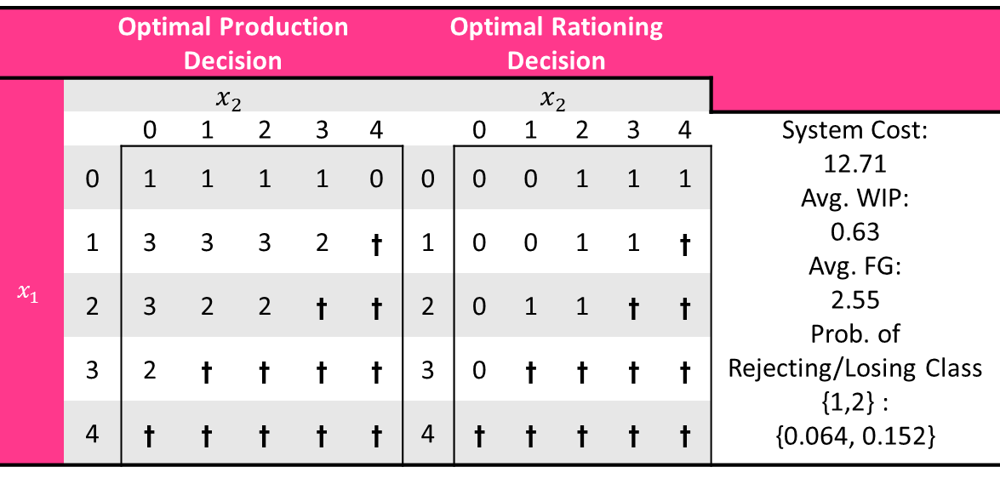 Optimal Production Decision Optimal Rationing Decision
x₂ x₂
0 1 2 3 4 0 1 2 3 4
0 1 1 1 1 0 0 0 0 1 1 1
1 3 3 3 2 † 1 0 0 1 1 †
x₁
2 3 2 2 † † 2 0 1 1 † †
3 2 † † † † 3 0 † † † †
4 † † † † † 4 † † † † †
System Cost:
12.71
Avg. WIP:
0.63
Avg. FG:
2.55
Prob. of
Rejecting/Losing Class
{1,2} :
{0.064, 0.152}